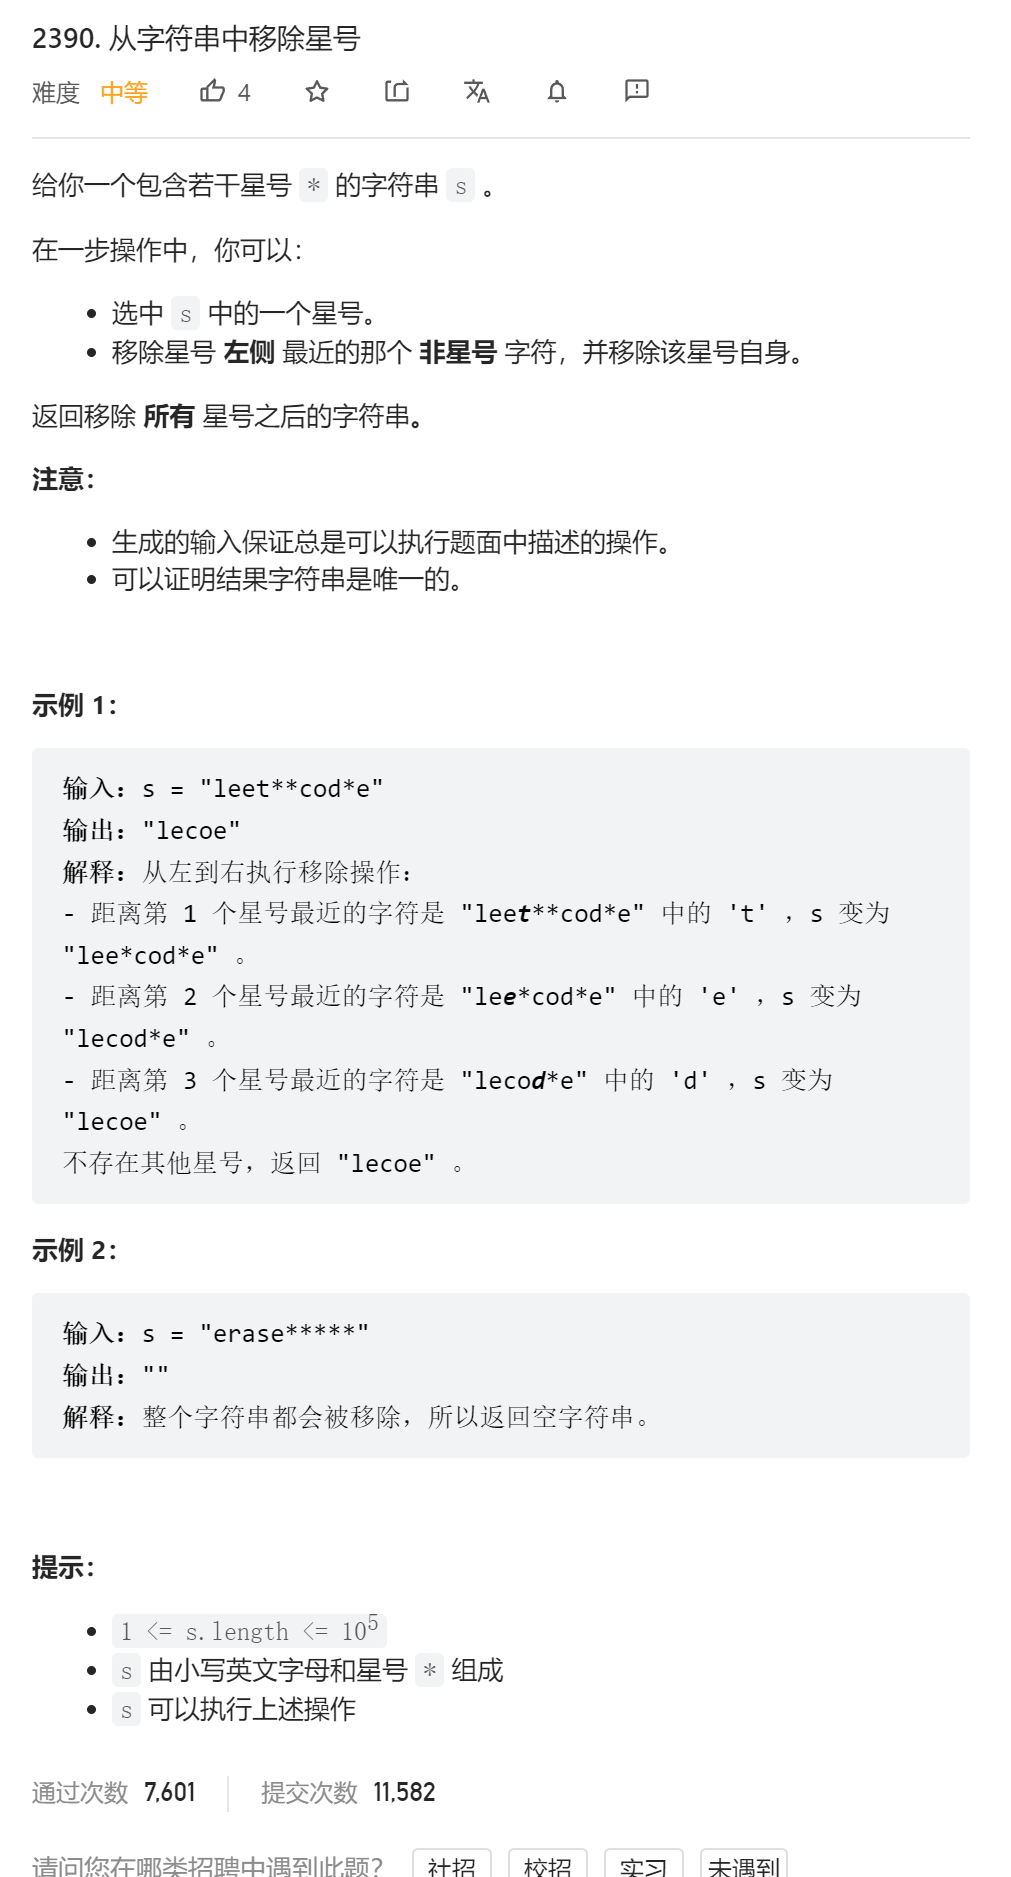 2390. 从字符串中移除星号
难度 中等 4
给你一个包含若干星号 * 的字符串 s 。
在一步操作中，你可以：
• 选中 s 中的一个星号。
• 移除星号 左侧 最近的那个 非星号 字符，并移除该星号自身。
返回移除 所有 星号之后的字符串。
注意：
• 生成的输入保证总是可以执行题面中描述的操作。
• 可以证明结果字符串是唯一的。
示例 1：
输入：s = "leet**cod*e"
输出："lecoe"
解释：从左到右执行移除操作：
- 距离第 1 个星号最近的字符是 "leet**cod*e" 中的 't' ，s 变为
"lee*cod*e" 。
- 距离第 2 个星号最近的字符是 "lee*cod*e" 中的 'e' ，s 变为
"lecod*e" 。
- 距离第 3 个星号最近的字符是 "lecod*e" 中的 'd' ，s 变为
"lecoe" 。
不存在其他星号，返回 "lecoe" 。
示例 2：
输入：s = "erase*****"
输出：""
解释：整个字符串都会被移除，所以返回空字符串。
提示：
• 1 <= s.length <= 10⁵
• s 由小写英文字母和星号 * 组成
• s 可以执行上述操作
通过次数 7,601 提交次数 11,582
请问您在哪类招聘中遇到此题？ 社招 校招 实习 未遇到